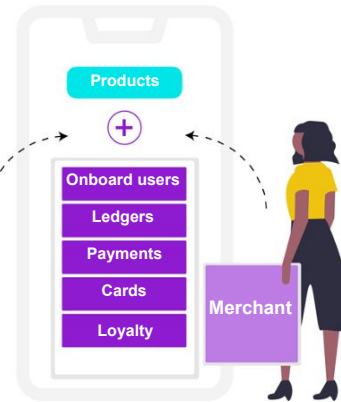 Products
Onboard users
Ledgers
Payments
Cards
Loyalty
Merchant